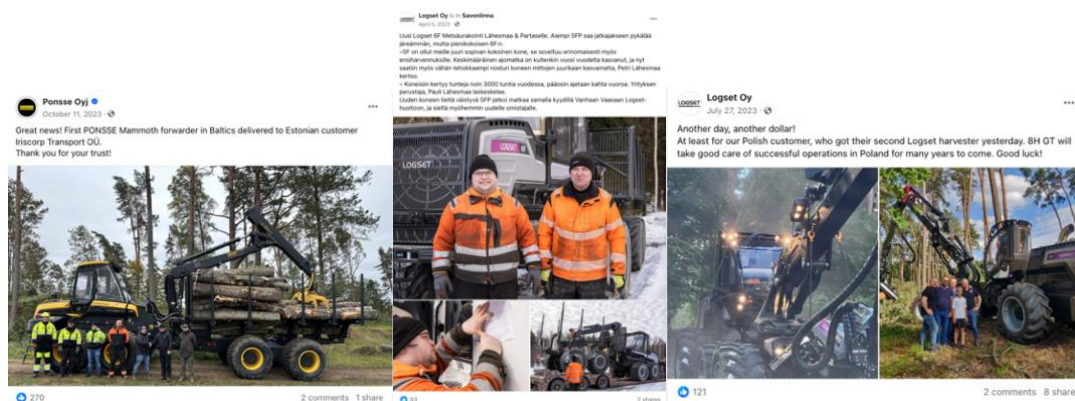 Ponsse Oyj
October 11, 2023
Great news! First PONSSE Mammoth forwarder in Baltics delivered to Estonian customer
Iriscorp Transport OÜ.
Thank you for your trust!
270
2 comments 1 share
LOGSET
Logset Oy is in Savonlinna
April 5, 2023
Uusi Logset 6F Metsäurakointi Lähesmaa & Partaselle. Aiempi 5FP saa jatkajakseen pykälää
järeämmän, mutta pienikokoisen 6F:n.
–5F on ollut meille juuri sopivan kokoinen kone, se soveltuu erinomaisesti myös
ensiharvennuksille. Keskimääräinen ajomatka on kuitenkin vuosi vuodelta kasvanut, ja nyt
saatiin myös vähän tehokkaampi nosturi koneen mittojen juurikaan kasvamatta, Petri Lähesmaa
kertoo.
– Koneisiin kertyy tunteja noin 3000 tuntia vuodessa, pääosin ajetaan kahta vuoroa. Yrityksen
perustaja, Pauli Lähesmaa laskeskelee.
Uuden koneen tieltä väistyvä 5FP jatkoi matkaa samalla kyydillä Vanhaan Vaasaan Logset-
huoltoon, ja sieltä myöhemmin uudelle omistajalle.
LOGSET
93
2 shares
LOGSET
Logset Oy
July 27, 2023
Another day, another dollar!
At least for our Polish customer, who got their second Logset harvester yesterday. 8H GT will
take good care of successful operations in Poland for many years to come. Good luck!
121
2 comments 8 share